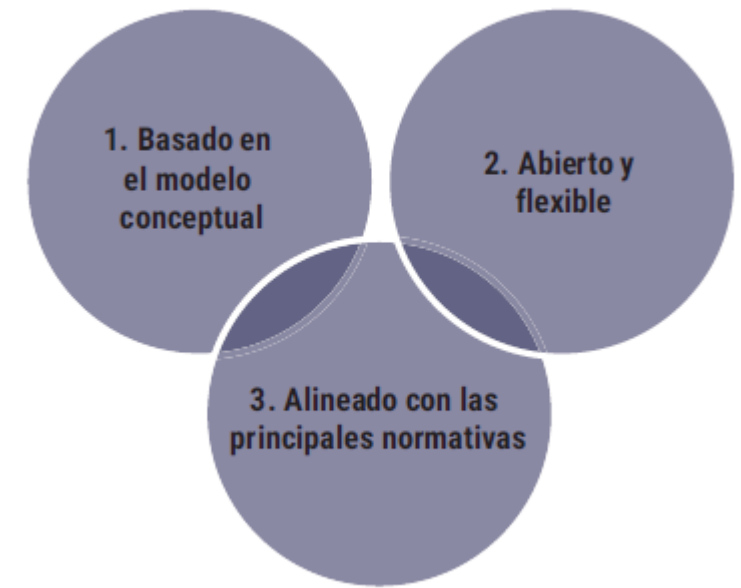 1. Basado en
el modelo
conceptual
2. Abierto y
flexible
3. Alineado con las
principales normativas